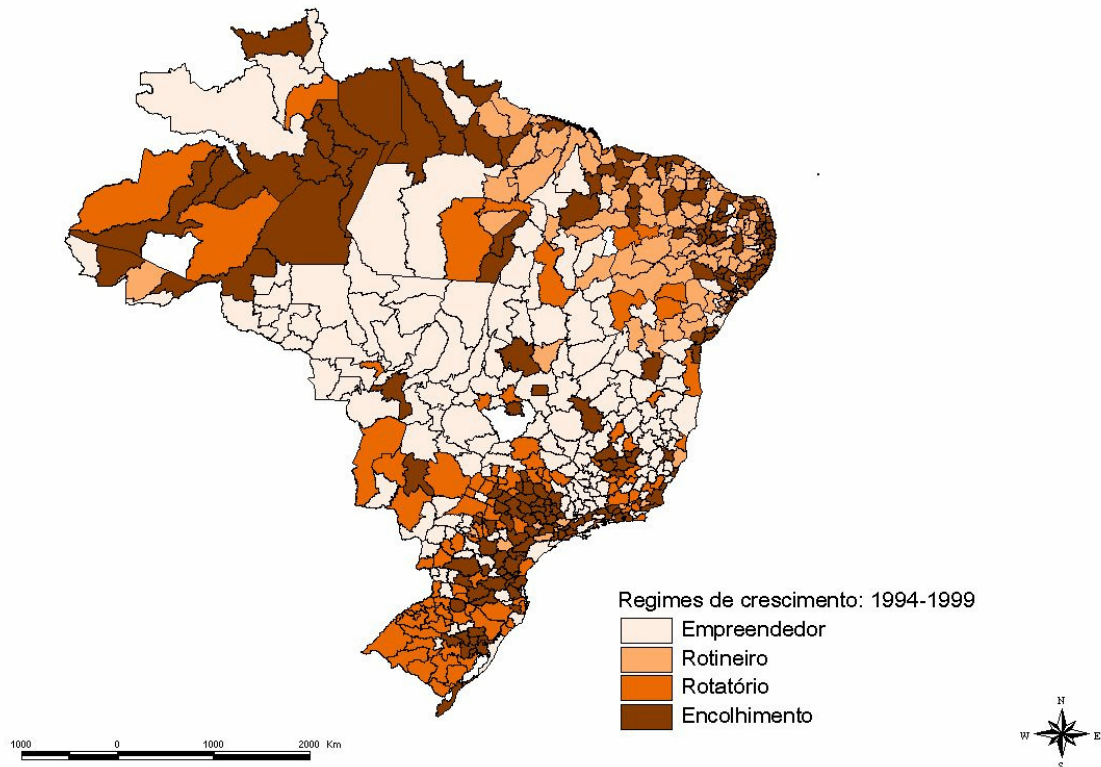 Regimes de crescimento: 1994-1999
Empreendedor
Rotineiro
Rotatório
Encolhimento
1000 0 1000 2000 Km
N
W E
S